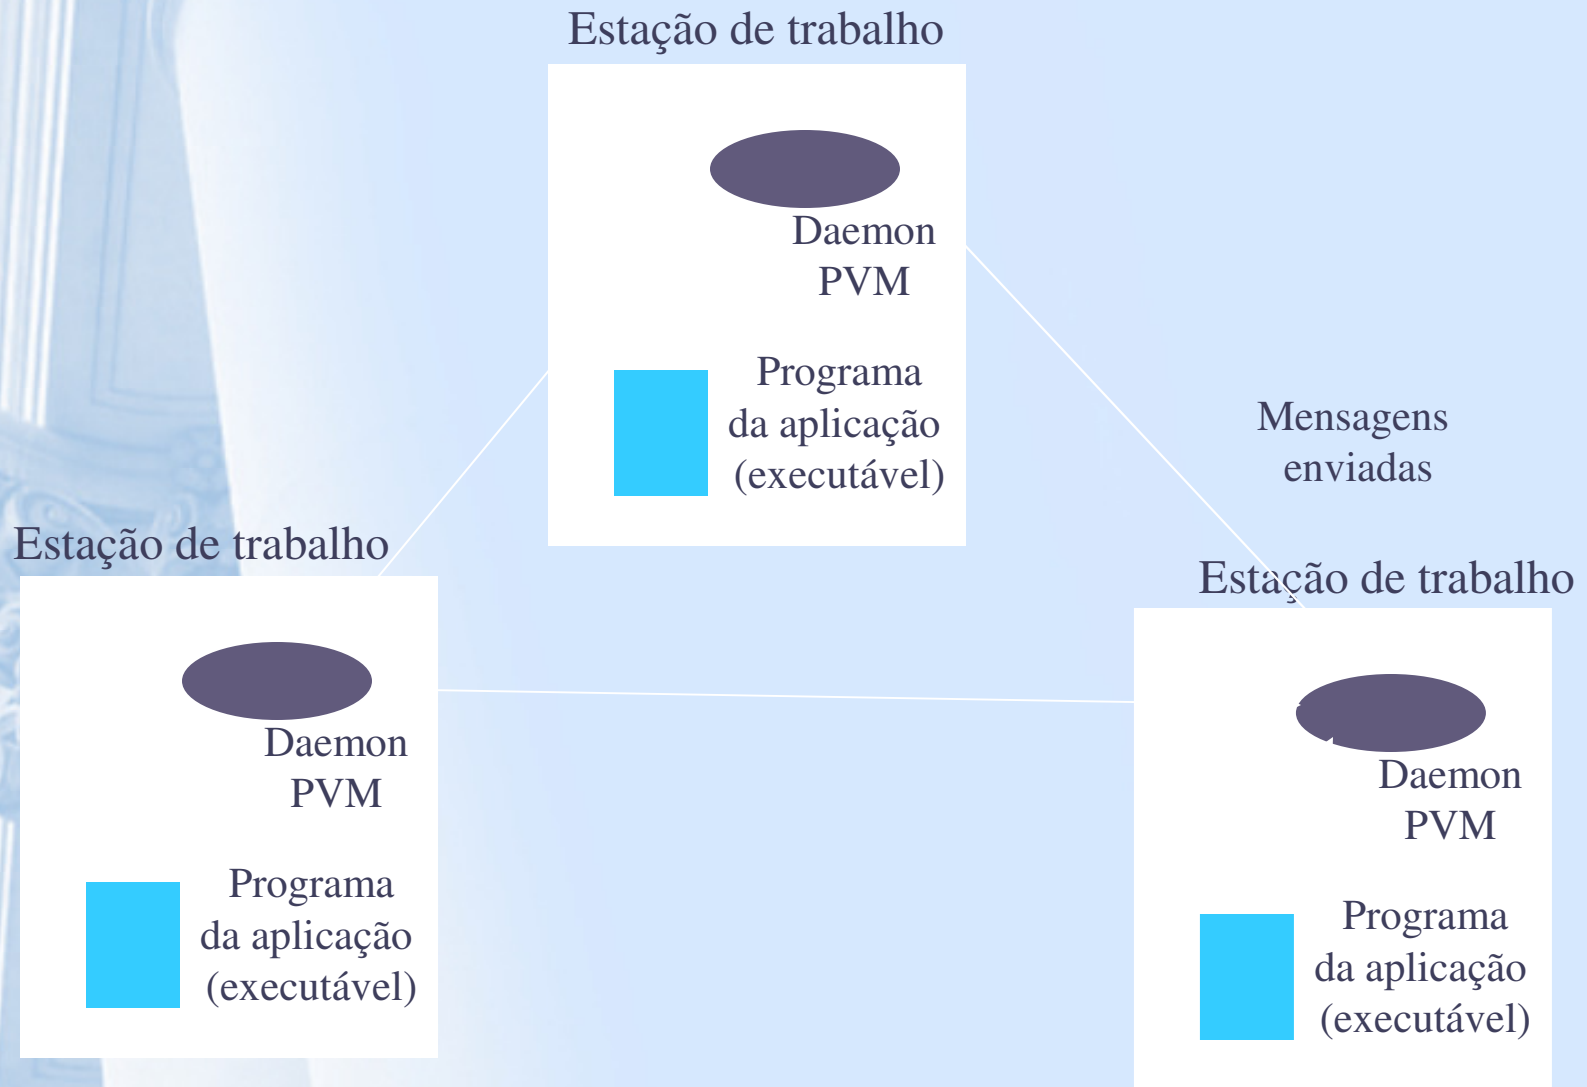 Estação de trabalho
Daemon
PVM
Programa
da aplicação
(executável)
Mensagens
enviadas
Estação de trabalho
Daemon
PVM
Programa
da aplicação
(executável)
Estação de trabalho
Daemon
PVM
Programa
da aplicação
(executável)